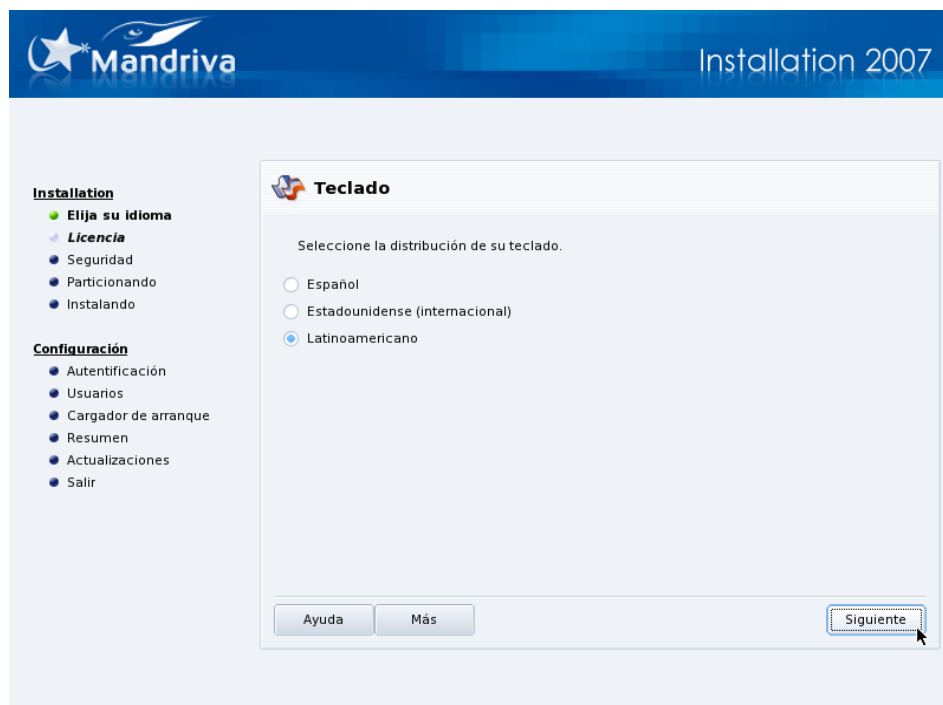 Mandriva
Installation 2007
Installation
Elija su idioma
Licencia
Seguridad
Particionando
Instalando
Configuración
Autentificación
Usuarios
Cargador de arranque
Resumen
Actualizaciones
Salir
Teclado
Seleccione la distribución de su teclado.
Español
Estadounidense (internacional)
Latinoamericano
Ayuda
Más
Siguiente